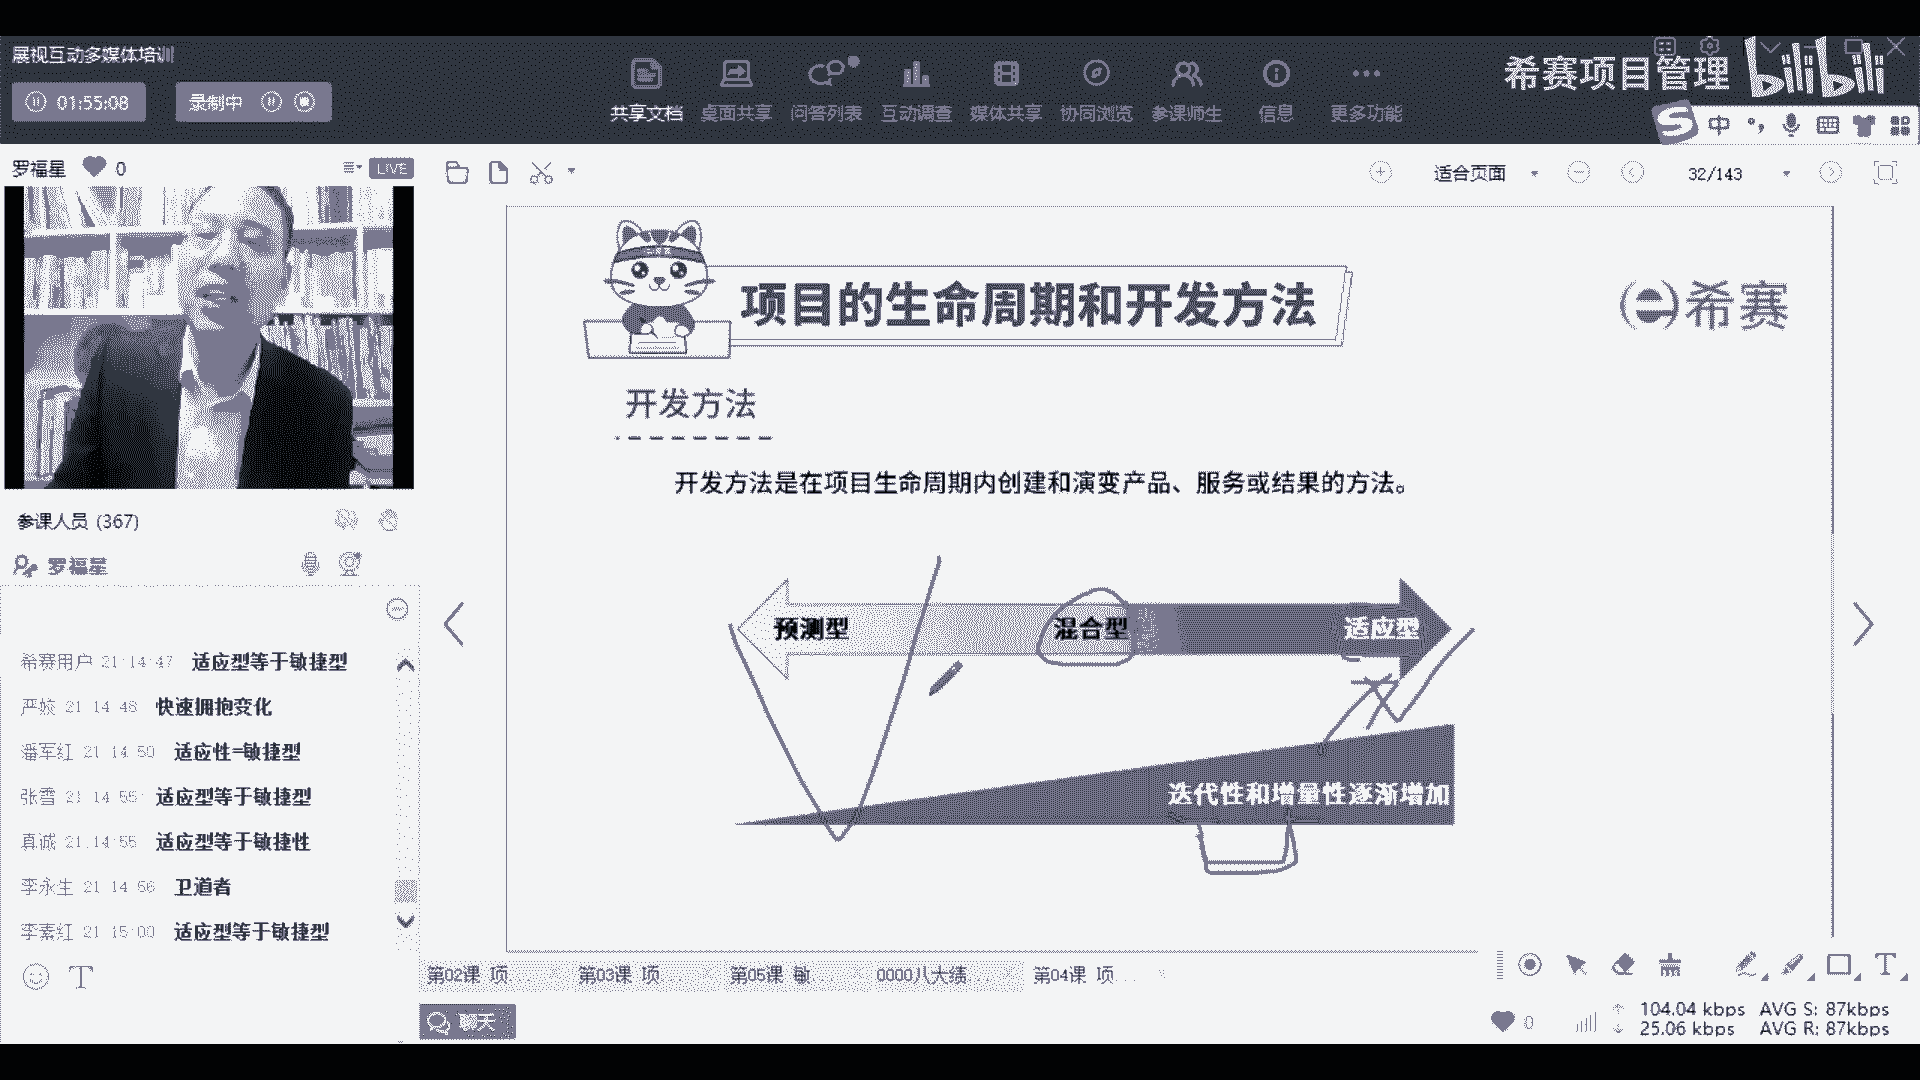 展视互动多媒体培训
01:55:08
录制中
共享文档
桌面共享
问答列表
互动调查
媒体共享
协同浏览
参课师生
信息
更多功能
希赛项目管理
bilibili
中
罗福星
0
LIVE
适合页面
32/143
项目的生命周期和开发方法
希赛
开发方法
开发方法是在项目生命周期内创建和演变产品、服务或结果的方法。
预测型
混合型
适应型
迭代性和增量性逐渐增加
参课人员 (367)
罗福星
希赛用户 21:14:47 适应型等于敏捷型
21 14 48 快速拥抱变化
潘军红 21 14 50 适应性=敏捷型
张雪 21 14 55 适应型等于敏捷型
真诚 21 14 55 适应型等于敏捷性
李永生 21 14 56 卫道者
李素红 21 15 00 适应型等于敏捷型
第02课 项...
第03课 项...
第05课 敏...
0000八大绩...
第04课 项...
聊天
0
104.04 kbps AVG S: 87kbps
25.06 kbps AVG R: 87kbps